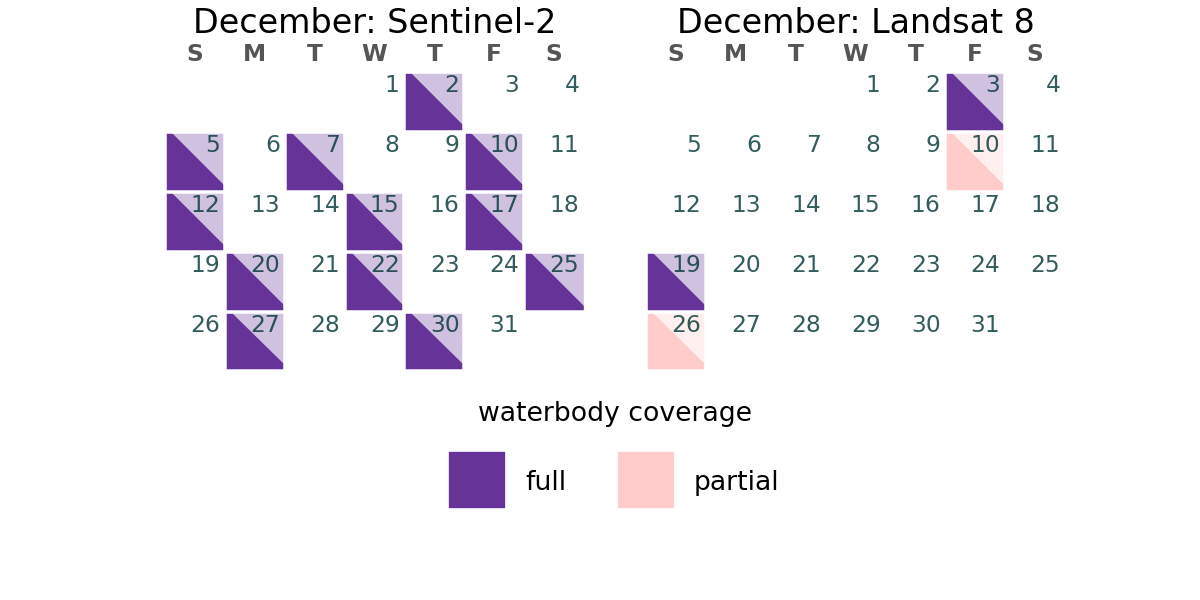 December: Sentinel-2
S M T W T F S
1 2 3 4
5 6 7 8 9 10 11
12 13 14 15 16 17 18
19 20 21 22 23 24 25
26 27 28 29 30 31
December: Landsat 8
S M T W T F S
1 2 3 4
5 6 7 8 9 10 11
12 13 14 15 16 17 18
19 20 21 22 23 24 25
26 27 28 29 30 31
waterbody coverage
full
partial